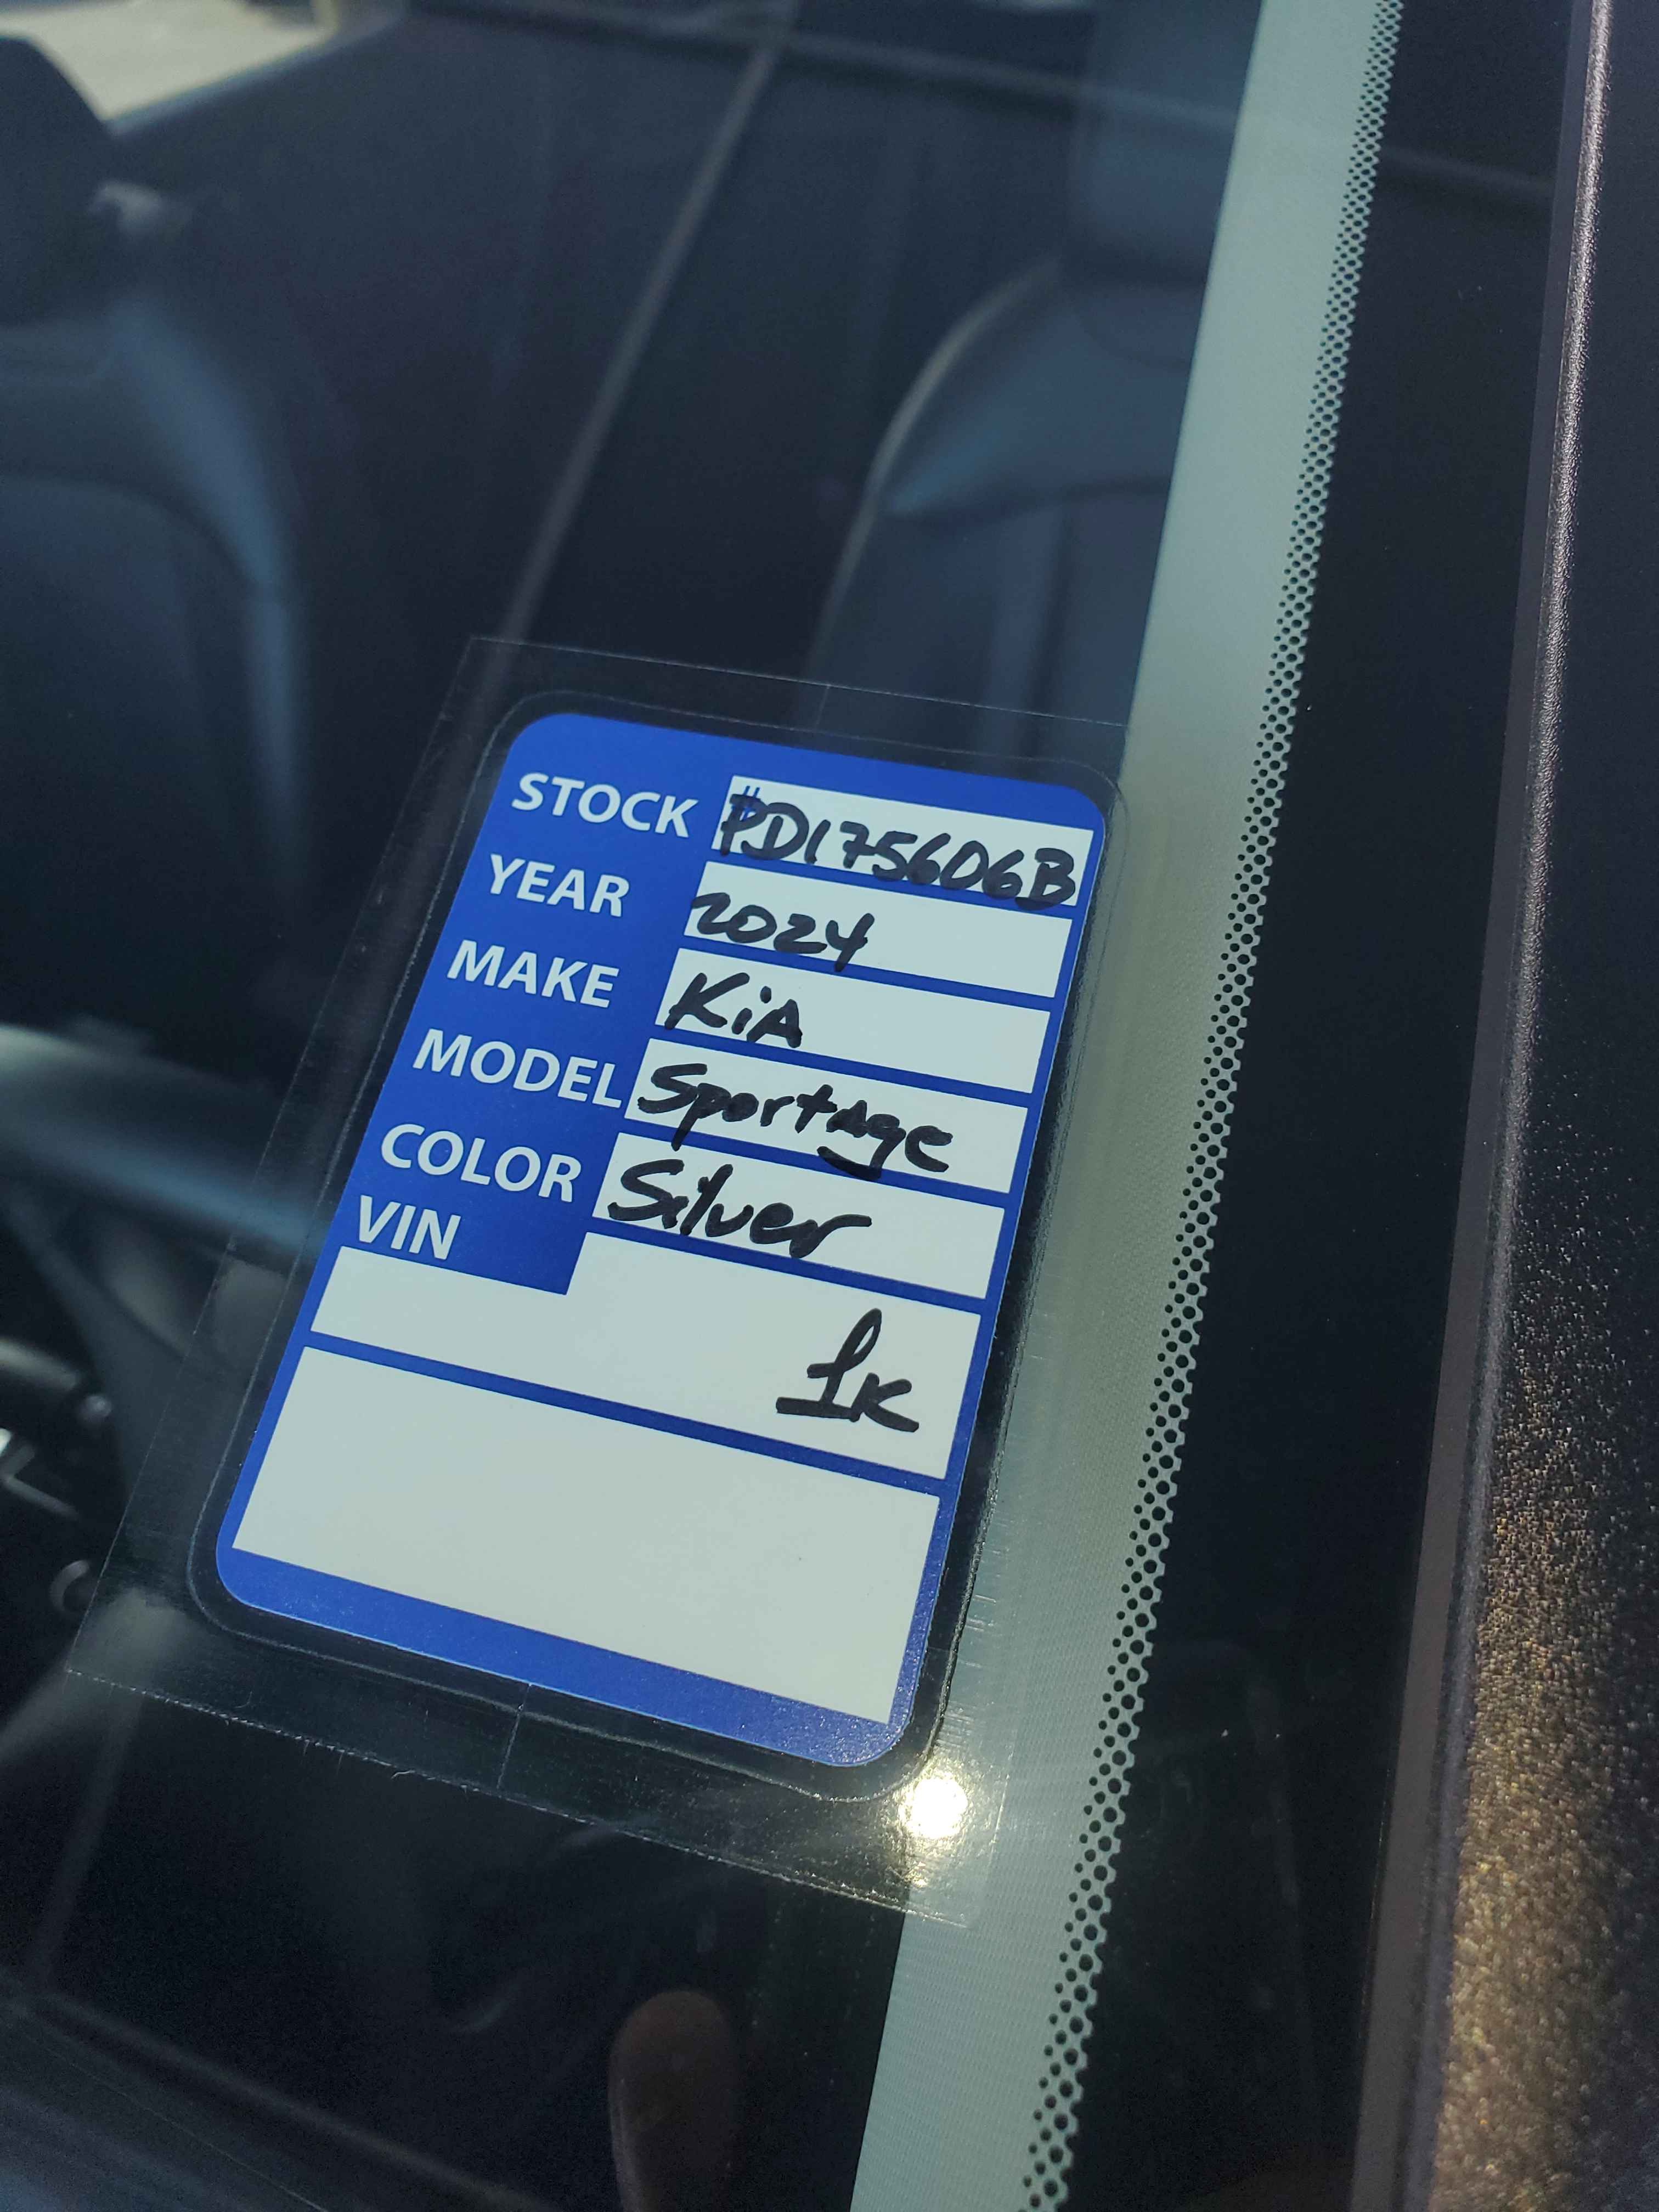 STOCK #PD175606B
YEAR 2024
MAKE KiA
MODEL Sportage
COLOR Silver
VIN
1K